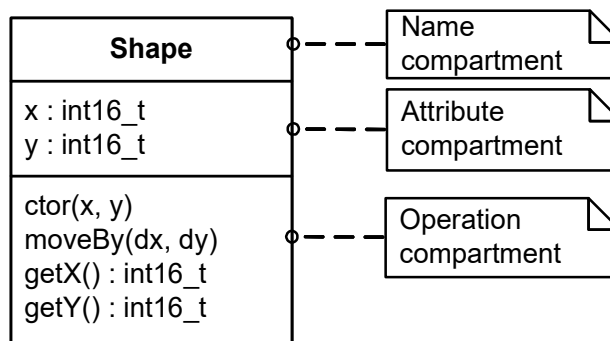 Shape
Name
compartment
x : int16_t
y : int16_t
Attribute
compartment
ctor(x, y)
moveBy(dx, dy)
getX() : int16_t
getY() : int16_t
Operation
compartment